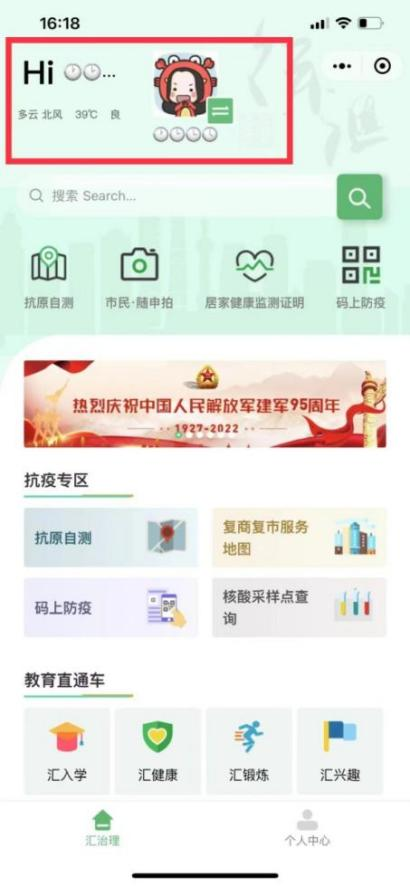 16:18
Hi 🕐🕐...
多云 北风 39℃ 良
🕐🕐🕐🕐
搜索 Search...
抗原自测
市民·随申拍
居家健康监测证明
码上防疫
热烈庆祝中国人民解放军建军95周年
1927-2022
抗疫专区
抗原自测
复商复市服务
地图
码上防疫
核酸采样点查
询
教育直通车
汇入学
汇健康
汇锻炼
汇兴趣
汇治理
个人中心